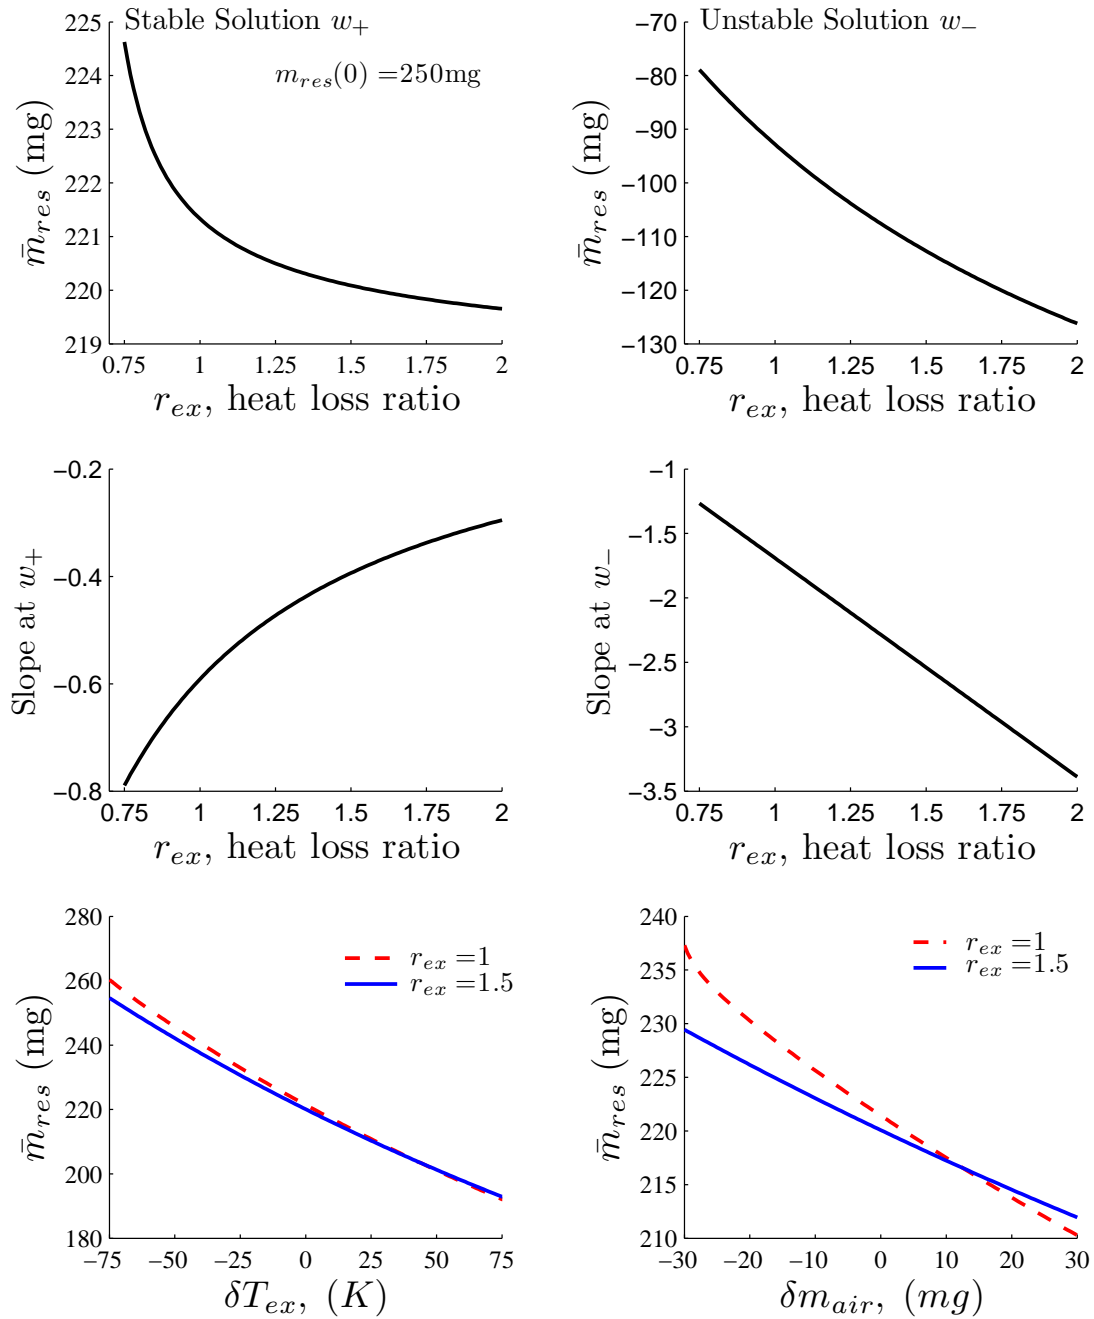 Stable Solution w₊
m_res(0) =250mg
225
224
223
222
221
220
219
m̄_res (mg)
0.75 1 1.25 1.5 1.75 2
r_ex, heat loss ratio
Unstable Solution w₋
−70
−80
−90
−100
−110
−120
−130
m̄_res (mg)
0.75 1 1.25 1.5 1.75 2
r_ex, heat loss ratio
−0.2
−0.4
−0.6
−0.8
Slope at w₊
0.75 1 1.25 1.5 1.75 2
r_ex, heat loss ratio
−1
−1.5
−2
−2.5
−3
−3.5
Slope at w₋
0.75 1 1.25 1.5 1.75 2
r_ex, heat loss ratio
280
260
240
220
200
180
m̄_res (mg)
r_ex =1
r_ex =1.5
−75 −50 −25 0 25 50 75
δT_ex, (K)
240
235
230
225
220
215
210
m̄_res (mg)
r_ex =1
r_ex =1.5
−30 −20 −10 0 10 20 30
δm_air, (mg)